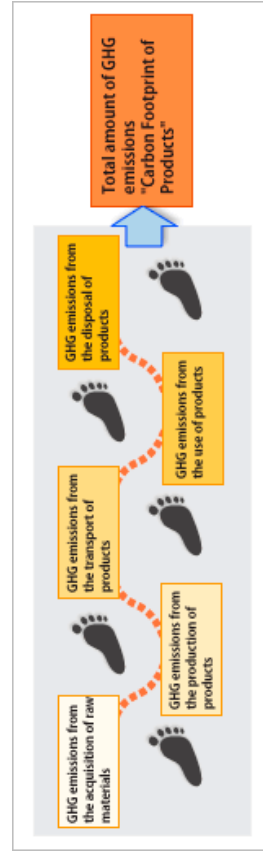 GHG emissions from
the acquisition of raw
materials
GHG emissions from
the production of
products
GHG emissions from
the transport of
products
GHG emissions from
the use of products
GHG emissions from
the disposal of
products
Total amount of GHG
emissions
"Carbon Footprint of
Products"